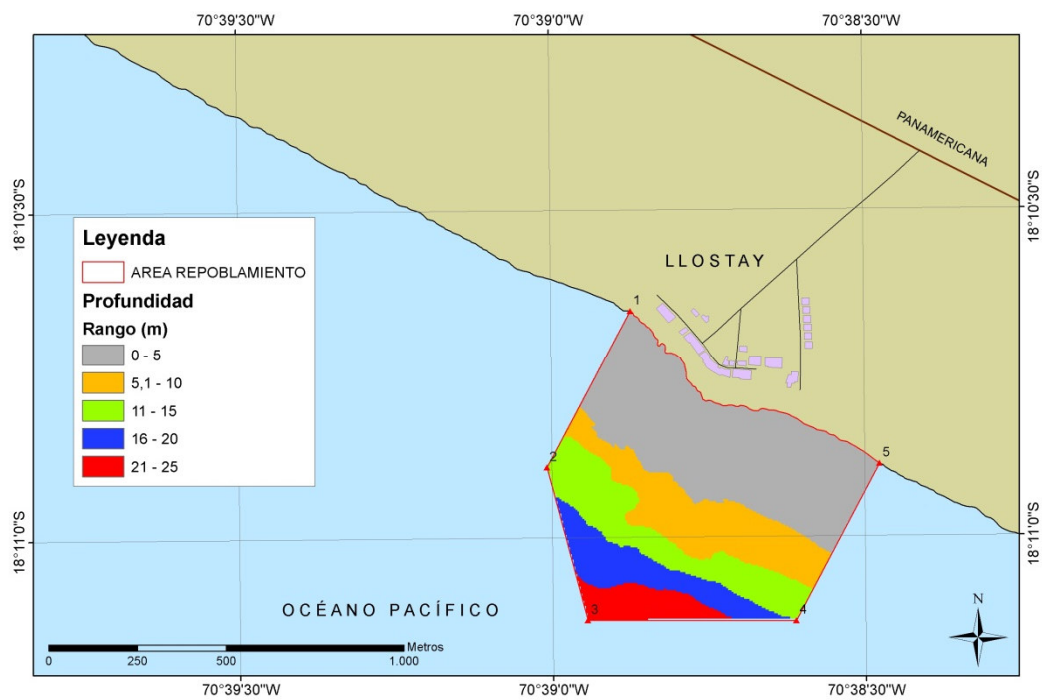 70°39'30"W 70°39'0"W 70°38'30"W
PANAMERICANA
18°10'30"S 18°10'30"S
Leyenda
AREA REPOBLAMIENTO
Profundidad
Rango (m)
0 - 5
5,1 - 10
11 - 15
16 - 20
21 - 25
LLOSTAY
1
5
2
18°11'0"S 18°11'0"S
3
4
OCÉANO PACÍFICO
N
Metros
0 250 500 1.000
70°39'30"W 70°39'0"W 70°38'30"W